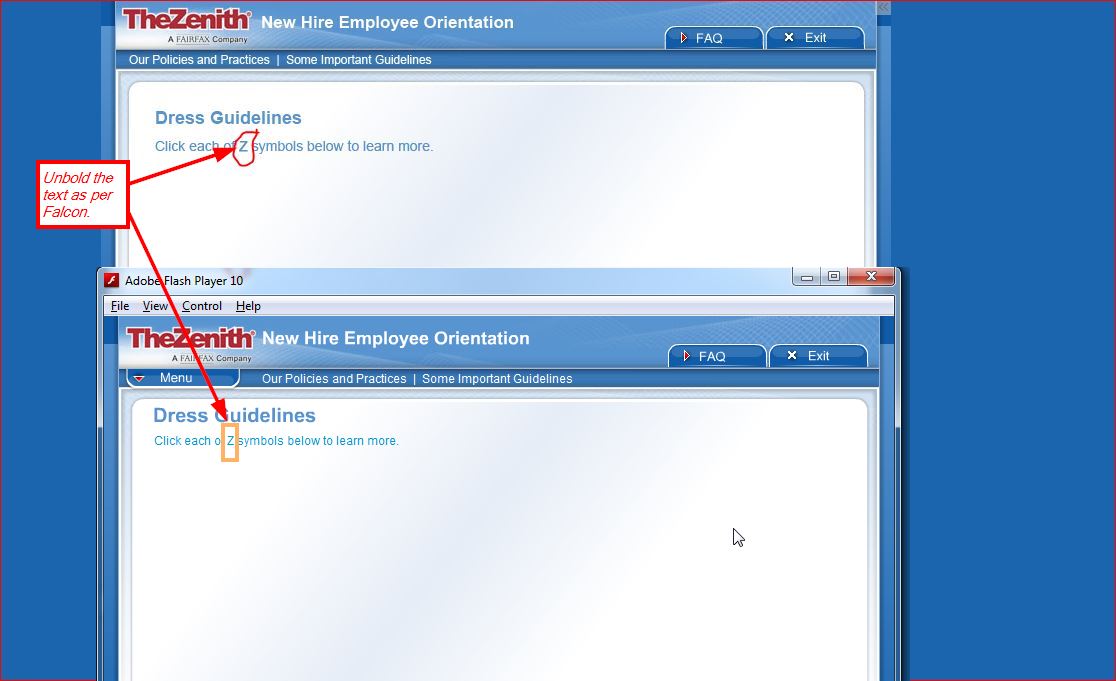 TheZenith®
A FAIRFAX Company
New Hire Employee Orientation
FAQ
Exit
Our Policies and Practices | Some Important Guidelines
Dress Guidelines
Click each of Z symbols below to learn more.
Unbold the
text as per
Falcon.
Adobe Flash Player 10
File View Control Help
TheZenith®
A FAIRFAX Company
New Hire Employee Orientation
FAQ
Exit
Menu
Our Policies and Practices | Some Important Guidelines
Dress Guidelines
Click each of Z symbols below to learn more.